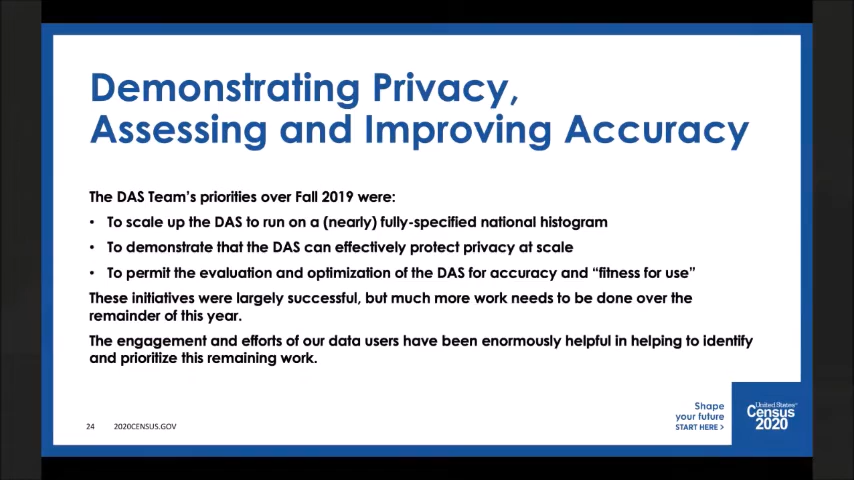 Demonstrating Privacy,
Assessing and Improving Accuracy
The DAS Team's priorities over Fall 2019 were:
• To scale up the DAS to run on a (nearly) fully-specified national histogram
• To demonstrate that the DAS can effectively protect privacy at scale
• To permit the evaluation and optimization of the DAS for accuracy and “fitness for use”
These initiatives were largely successful, but much more work needs to be done over the
remainder of this year.
The engagement and efforts of our data users have been enormously helpful in helping to identify
and prioritize this remaining work.
24 2020CENSUS.GOV
Shape
your future
START HERE >
United States™
Census
2020